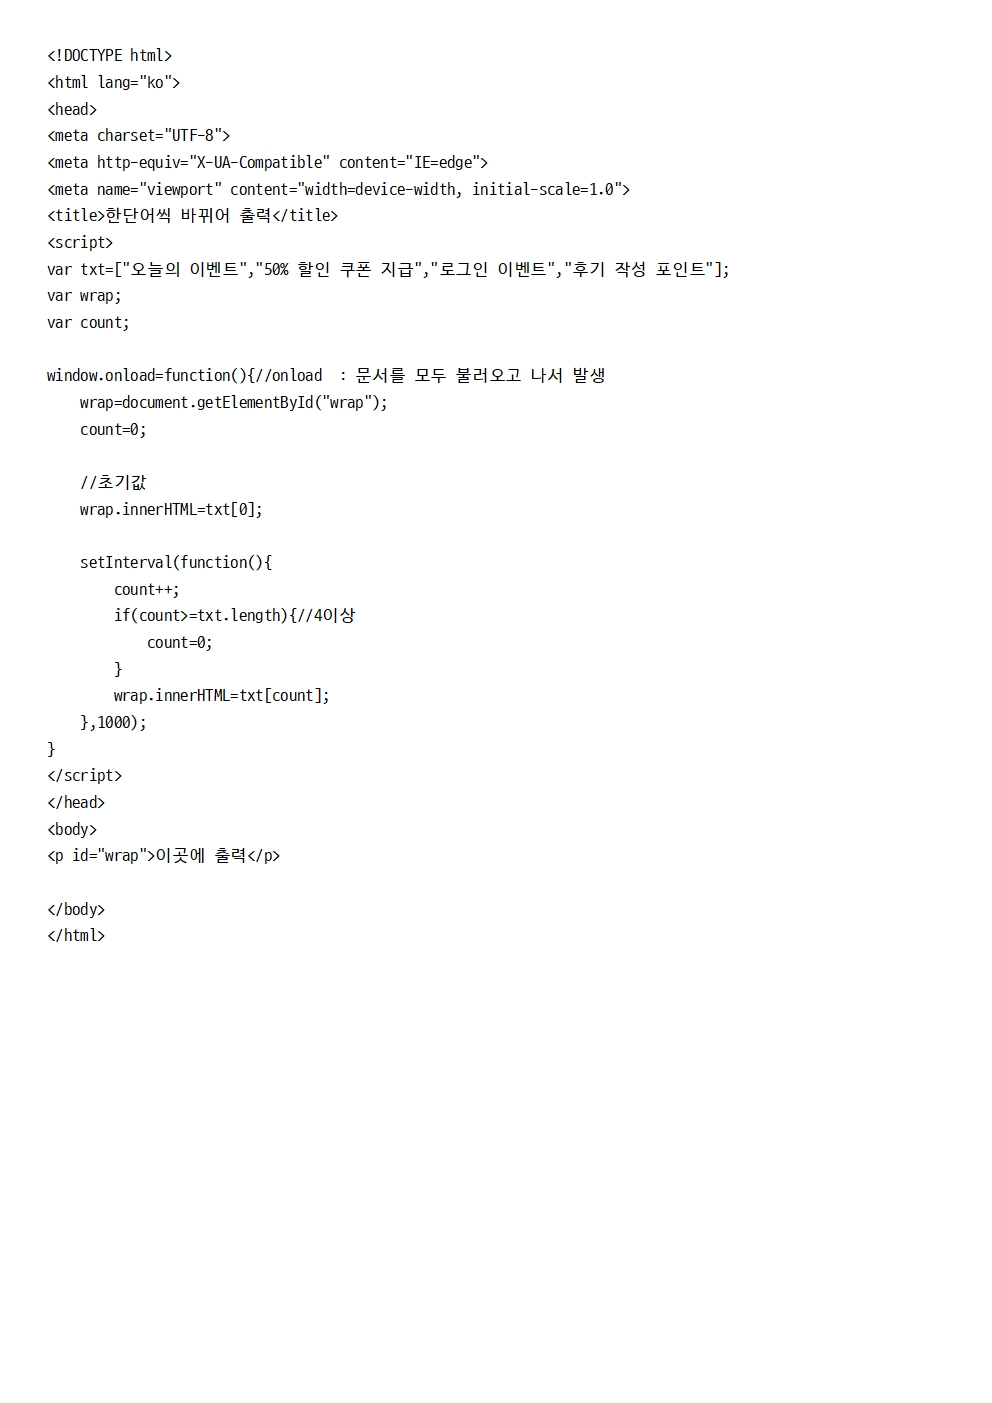 <!DOCTYPE html>
<html lang="ko">
<head>
<meta charset="UTF-8">
<meta http-equiv="X-UA-Compatible" content="IE=edge">
<meta name="viewport" content="width=device-width, initial-scale=1.0">
<title>한단어씩 바뀌어 출력</title>
<script>
var txt=["오늘의 이벤트","50% 할인 쿠폰 지급","로그인 이벤트","후기 작성 포인트"];
var wrap;
var count;

window.onload=function(){//onload  : 문서를 모두 불러오고 나서 발생
    wrap=document.getElementById("wrap");
    count=0;

    //초기값
    wrap.innerHTML=txt[0];

    setInterval(function(){
        count++;
        if(count>=txt.length){//4이상
            count=0;
        }
        wrap.innerHTML=txt[count];
    },1000);
}
</script>
</head>
<body>
<p id="wrap">이곳에 출력</p>

</body>
</html>